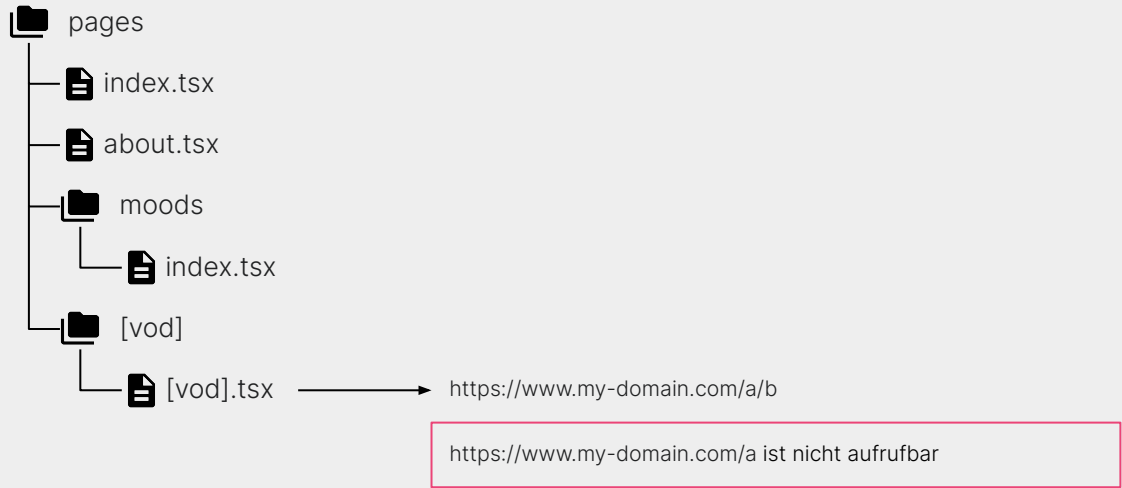 pages
index.tsx
about.tsx
moods
index.tsx
[vod]
[vod].tsx
https://www.my-domain.com/a/b
https://www.my-domain.com/a ist nicht aufrufbar